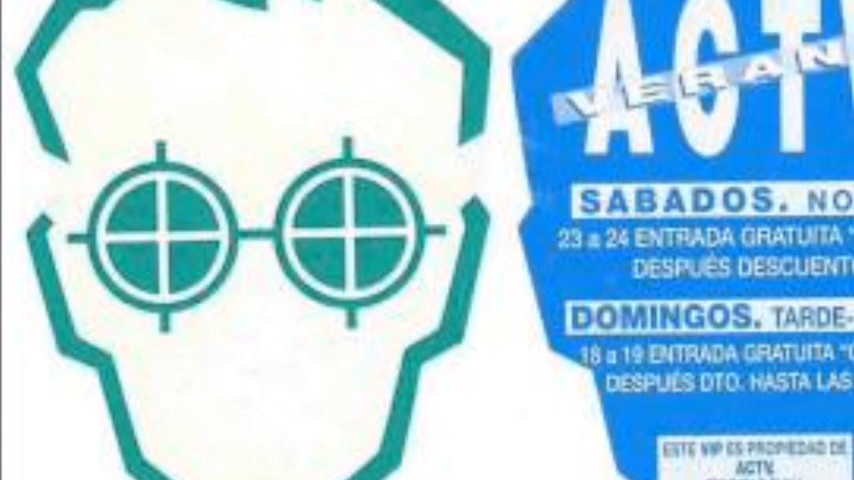 ACT
VERAN
SABADOS. NO
23 a 24 ENTRADA GRATUITA "
DESPUÉS DESCUENT
DOMINGOS. TARDE-
18 a 19 ENTRADA GRATUITA "
DESPUÉS DTO. HASTA LAS
ESTE VIP ES PROPIEDAD DE
ACTV.